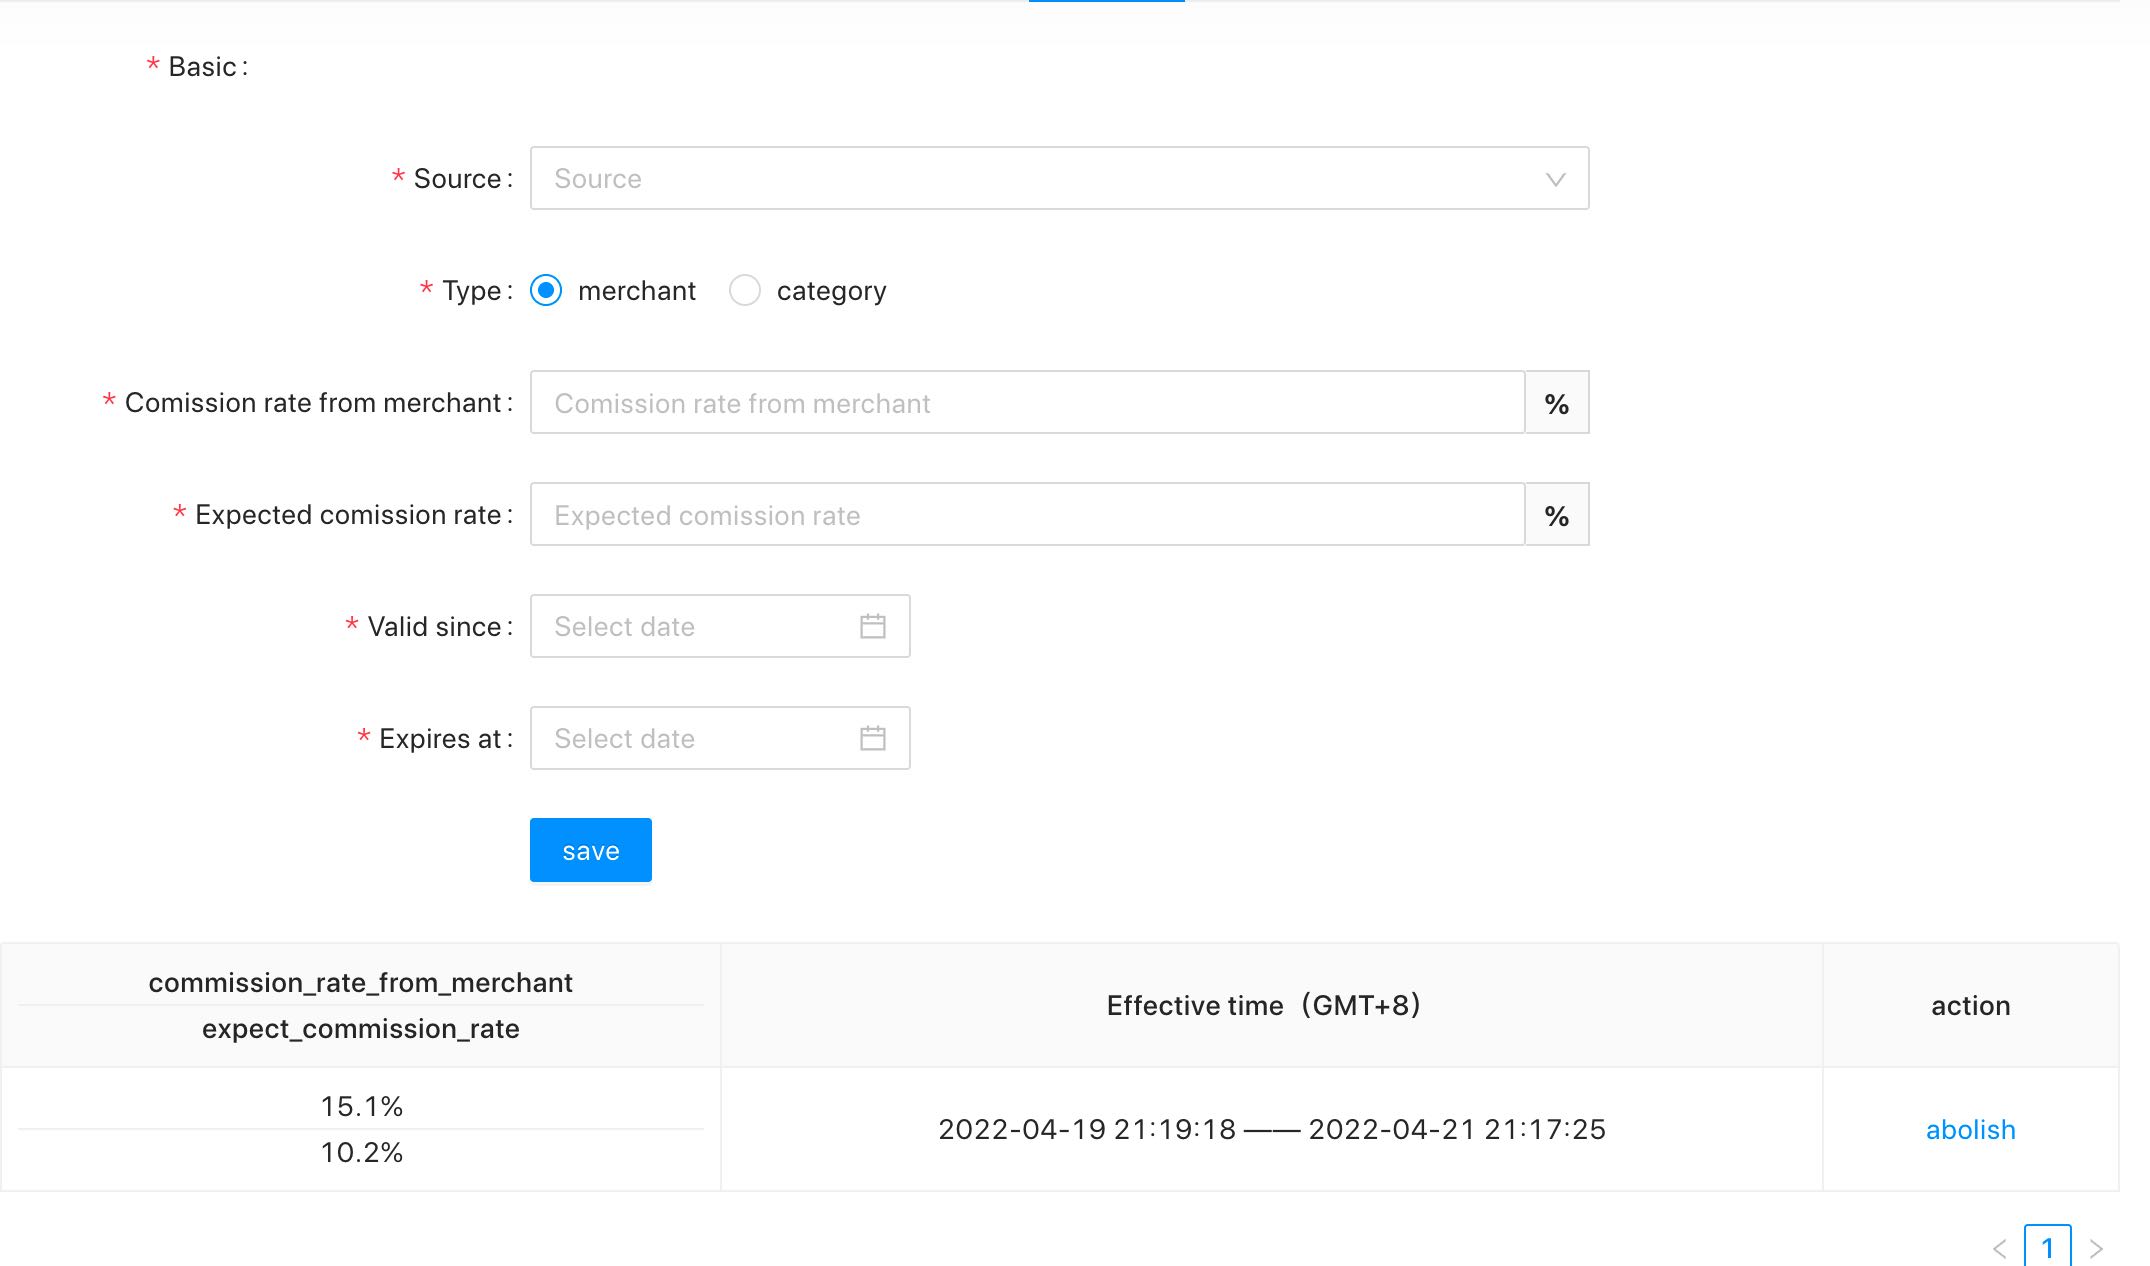 * Basic:
* Source: Source
* Type: merchant category
* Comission rate from merchant: Comission rate from merchant %
* Expected comission rate: Expected comission rate %
* Valid since: Select date
* Expires at: Select date
save
commission_rate_from_merchant
expect_commission_rate
Effective time（GMT+8）
action
15.1%
10.2%
2022-04-19 21:19:18 —— 2022-04-21 21:17:25
abolish
< 1 >